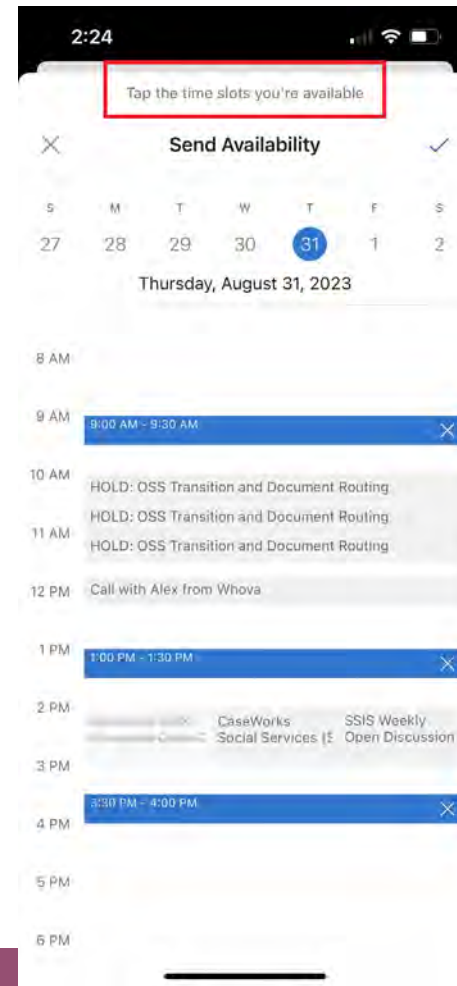 2:24
Tap the time slots you're available
Send Availability
S M T W T F S
27 28 29 30 31 1 2
Thursday, August 31, 2023
8 AM
9 AM
9:00 AM - 9:30 AM
10 AM
HOLD: OSS Transition and Document Routing
HOLD: OSS Transition and Document Routing
11 AM
HOLD: OSS Transition and Document Routing
12 PM
Call with Alex from Whova
1 PM
1:00 PM - 1:30 PM
2 PM
CaseWorks
Social Services (S
SSIS Weekly
Open Discussion
3 PM
3:30 PM - 4:00 PM
4 PM
5 PM
6 PM